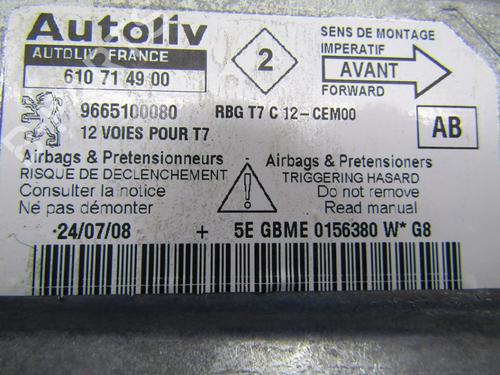 Autoliv
AUTOLIV FRANCE
610 71 49 00
2
SENS DE MONTAGE
IMPERATIF
AVANT
FORWARD
9665100080 RBG T7 C 12-CEM00
12 VOIES POUR T7
AB
Airbags & Pretensionneurs
RISQUE DE DECLENCHEMENT
Consulter la notice
Ne pas démonter
Airbags & Pretensioners
TRIGGERING HASARD
Do not remove
Read manual
24/07/08 + 5E GBME 0156380 W* G8